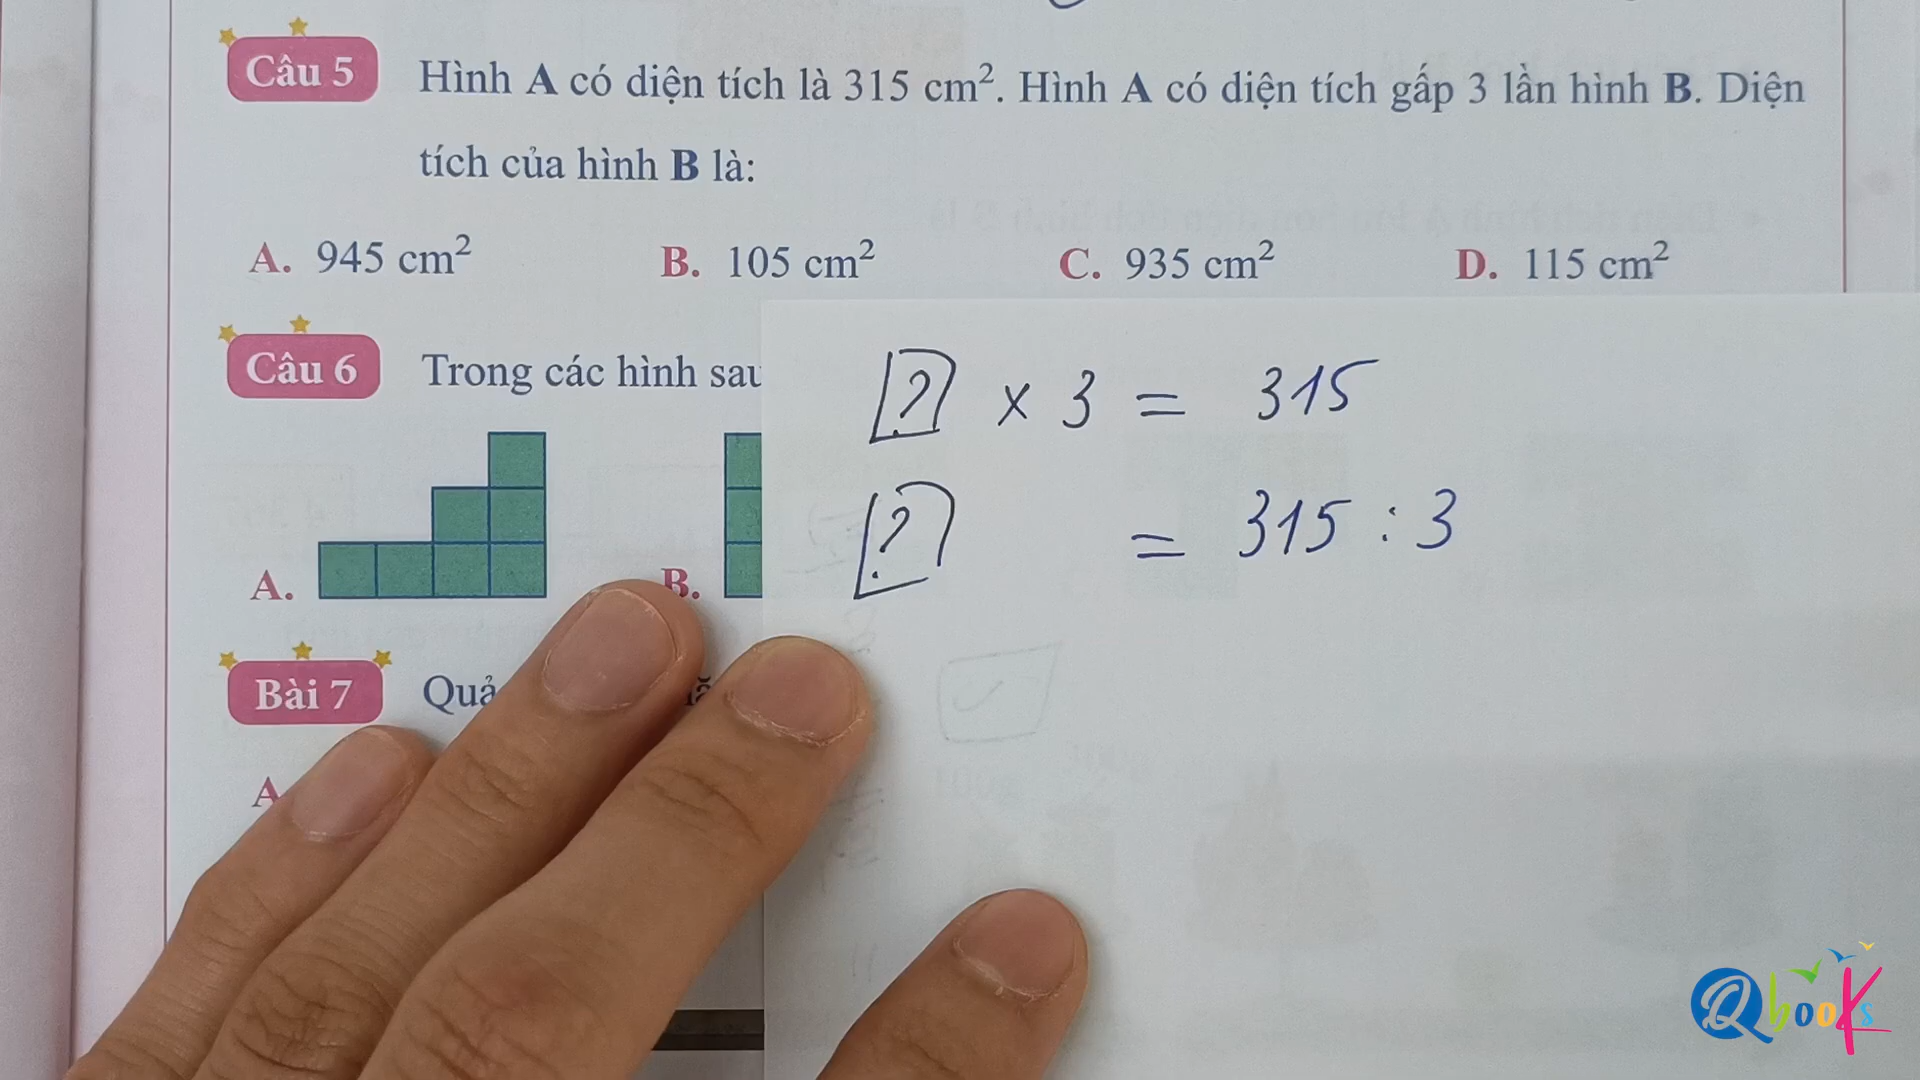 Câu 5 Hình A có diện tích là 315 cm². Hình A có diện tích gấp 3 lần hình B. Diện
tích của hình B là:
A. 945 cm² B. 105 cm² C. 935 cm² D. 115 cm²
Câu 6 Trong các hình sau
? × 3 = 315
? = 315 : 3
A. B.
Bài 7 Quả
A
Qbooks